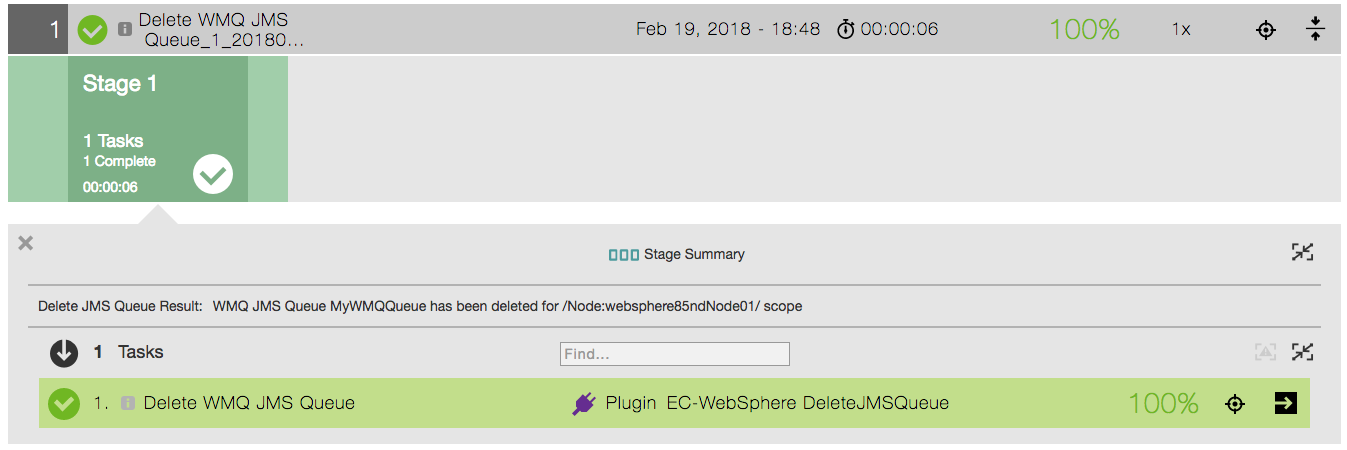 1
Delete WMQ JMS
Queue_1_20180...
Feb 19, 2018 - 18:48 00:00:06 100% 1x
Stage 1
1 Tasks
1 Complete
00:00:06
Stage Summary
Delete JMS Queue Result: WMQ JMS Queue MyWMQQueue has been deleted for /Node:websphere85ndNode01/ scope
1 Tasks Find...
1. Delete WMQ JMS Queue Plugin EC-WebSphere DeleteJMSQueue 100%